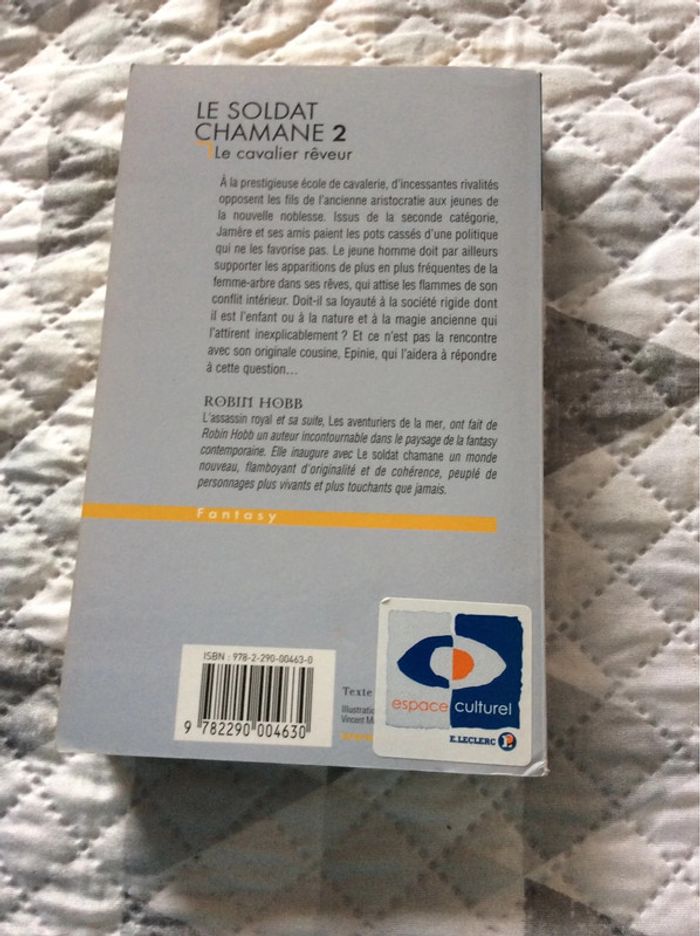 LE SOLDAT
CHAMANE 2
Le cavalier rêveur
À la prestigieuse école de cavalerie, d'incessantes rivalités
opposent les fils de l'ancienne aristocratie aux jeunes de
la nouvelle noblesse. Issus de la seconde catégorie,
Jamère et ses amis paient les pots cassés d'une politique
qui ne les favorise pas. Le jeune homme doit par ailleurs
supporter les apparitions de plus en plus fréquentes de la
femme-arbre dans ses rêves, qui attise les flammes de son
conflit intérieur. Doit-il sa loyauté à la société rigide dont
il est l'enfant ou à la nature et à la magie ancienne qui
l'attirent inexplicablement ? Et ce n'est pas la rencontre
avec son originale cousine, Epinie, qui l'aidera à répondre
à cette question...
ROBIN HOBB
L'assassin royal et sa suite, Les aventuriers de la mer, ont fait de
Robin Hobb un auteur incontournable dans le paysage de la fantasy
contemporaine. Elle inaugure avec Le soldat chamane un monde
nouveau, flamboyant d'originalité et de cohérence, peuplé de
personnages plus vivants et plus touchants que jamais.
Fantasy
ISBN : 978-2-290-00463-0
9 782290 004630
Texte
Illustration
Vincent
espace culturel
E.LECLERC